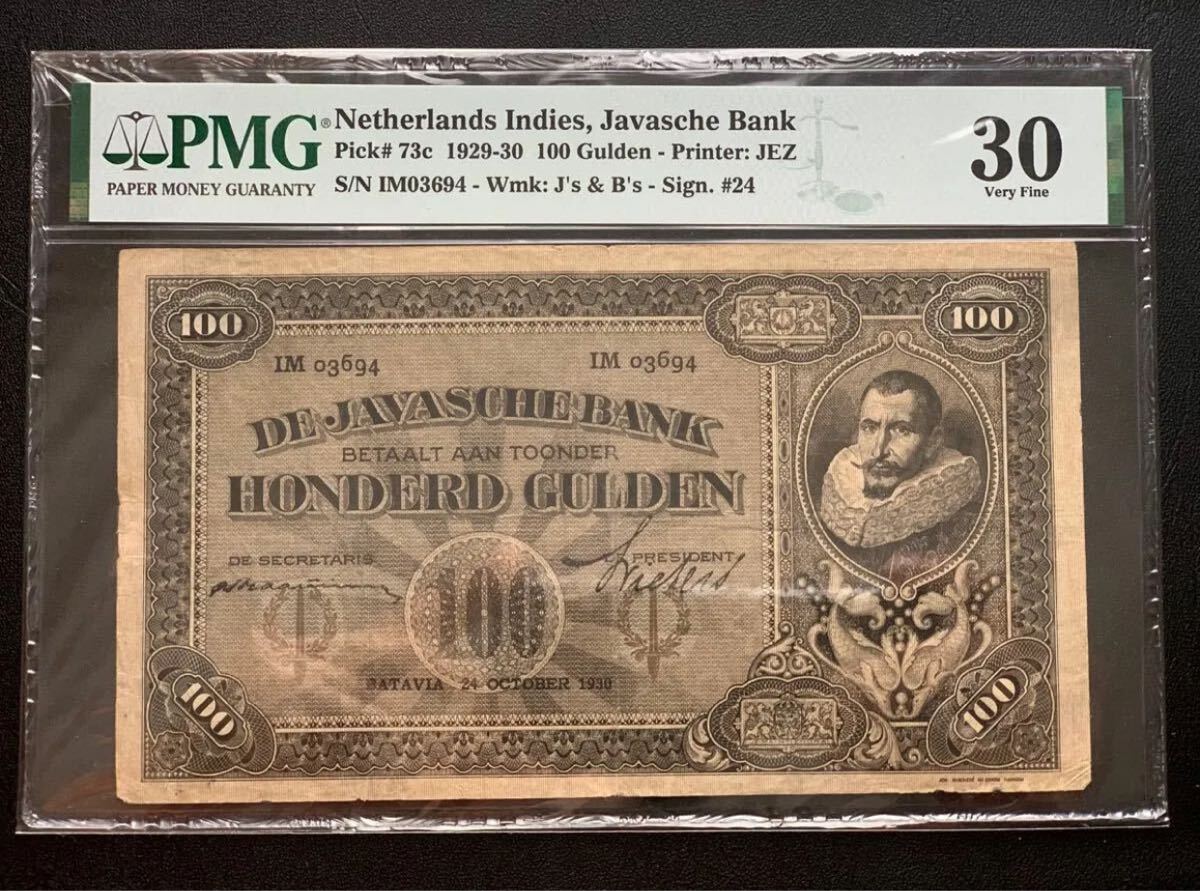 PMG®
PAPER MONEY GUARANTY
Netherlands Indies, Javasche Bank
Pick# 73c 1929-30 100 Gulden - Printer: JEZ
S/N IM03694 - Wmk: J's & B's - Sign. #24
30
Very Fine
100 100
IM 03694 IM 03694
DE JAVASCHE BANK
BETAALT AAN TOONDER
HONDERD GULDEN
DE SECRETARIS PRESIDENT
100
BATAVIA 24 OCTOBER 1930
100 100